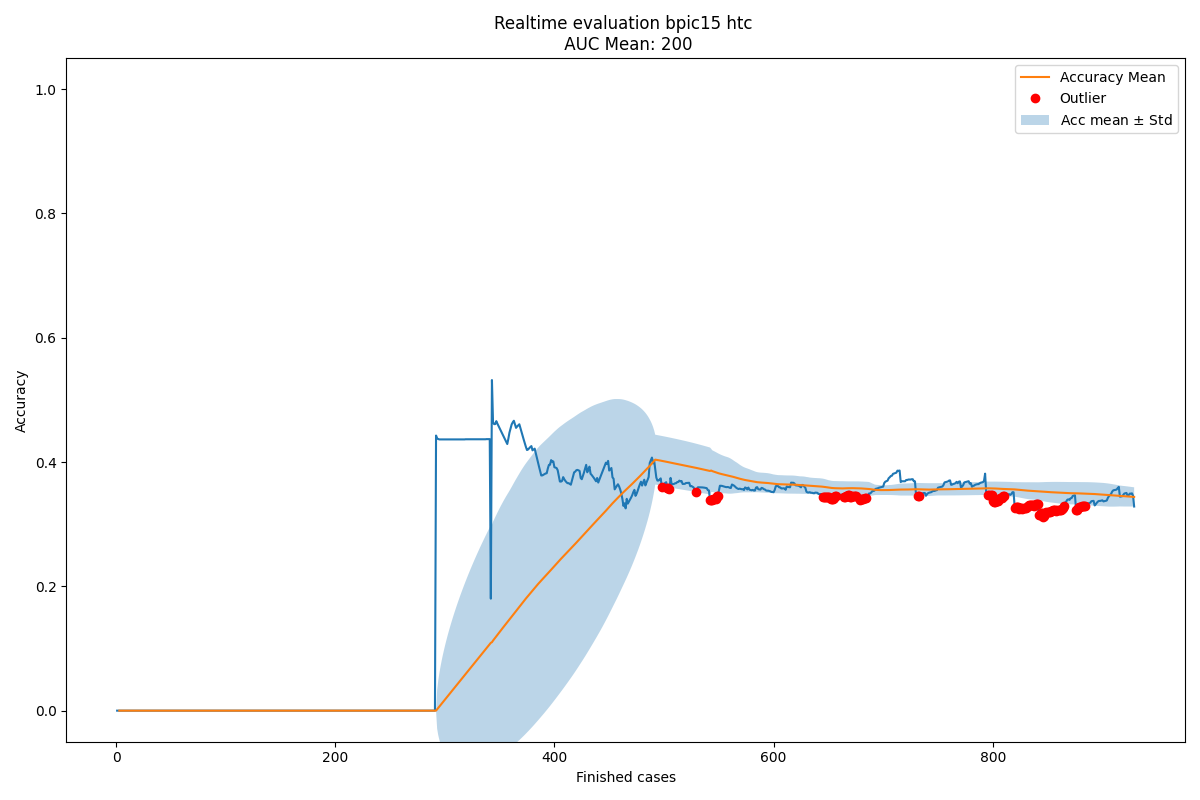 Realtime evaluation bpic15 htc
AUC Mean: 200
Accuracy Mean
Outlier
Acc mean ± Std
Accuracy
1.0
0.8
0.6
0.4
0.2
0.0
0
200
400
600
800
Finished cases